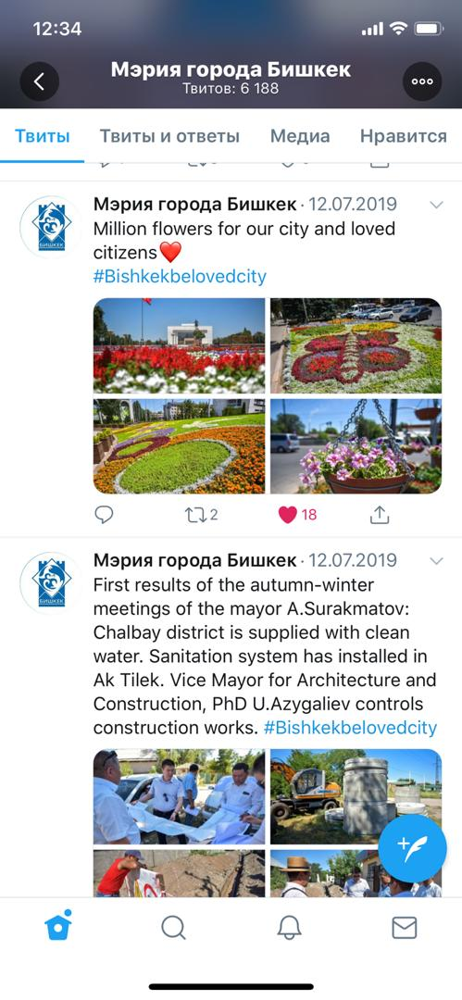 12:34
Мэрия города Бишкек
Твитов: 6 188
Твиты
Твиты и ответы
Медиа
Нравится
Мэрия города Бишкек · 12.07.2019
Million flowers for our city and loved
citizens❤️
#Bishkekbelovedcity
БИШКЕК
2
18
Мэрия города Бишкек · 12.07.2019
First results of the autumn-winter
meetings of the mayor A.Surakmatov:
Chalbay district is supplied with clean
water. Sanitation system has installed in
Ak Tilek. Vice Mayor for Architecture and
Construction, PhD U.Azygaliev controls
construction works. #Bishkekbelovedcity
БИШКЕК